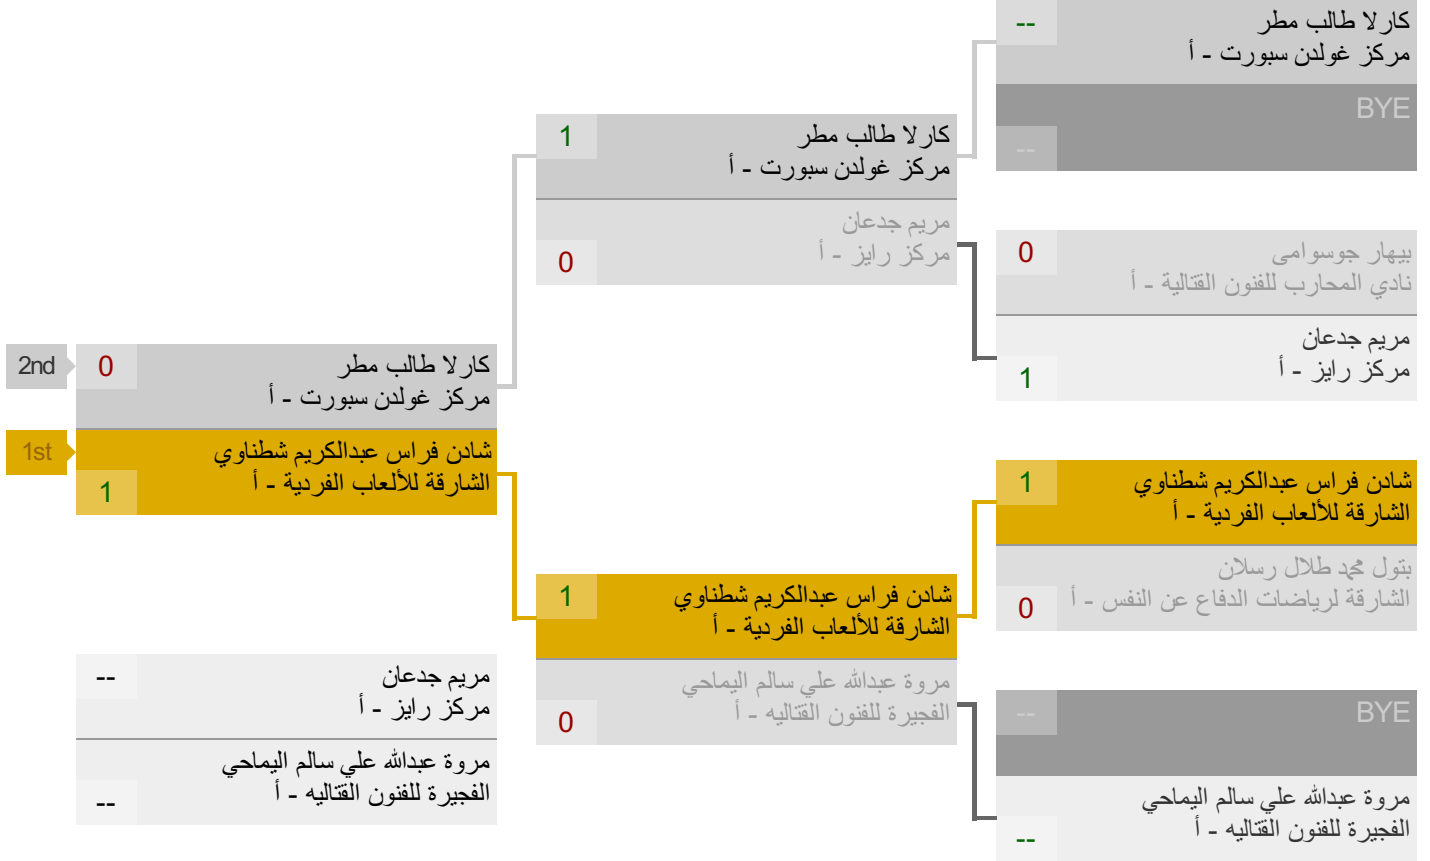 --
كارلا طالب مطر
مركز غولدن سبورت - أ
BYE
--
1
كارلا طالب مطر
مركز غولدن سبورت - أ
مريم جدعان
مركز رايز - أ
0
0
بيهار جوسوامى
نادي المحارب للفنون القتالية - أ
مريم جدعان
مركز رايز - أ
1
2nd
0
كارلا طالب مطر
مركز غولدن سبورت - أ
1st
شادن فراس عبدالكريم شطناوي
الشارقة للألعاب الفردية - أ
1
1
شادن فراس عبدالكريم شطناوي
الشارقة للألعاب الفردية - أ
بتول محمد طلال رسلان
الشارقة لرياضات الدفاع عن النفس - أ
0
1
شادن فراس عبدالكريم شطناوي
الشارقة للألعاب الفردية - أ
مروة عبدالله علي سالم اليماحي
الفجيرة للفنون القتاليه - أ
0
--
مريم جدعان
مركز رايز - أ
مروة عبدالله علي سالم اليماحي
الفجيرة للفنون القتاليه - أ
--
--
BYE
مروة عبدالله علي سالم اليماحي
الفجيرة للفنون القتاليه - أ
--